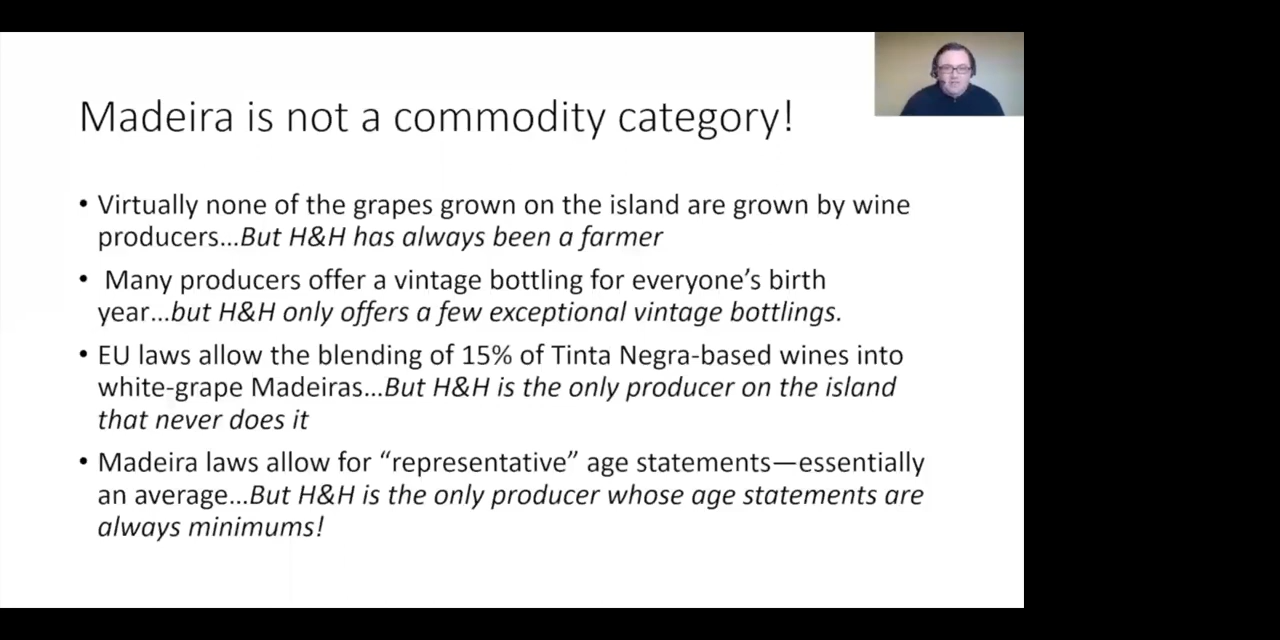 Madeira is not a commodity category!
• Virtually none of the grapes grown on the island are grown by wine
producers…But H&H has always been a farmer
• Many producers offer a vintage bottling for everyone’s birth
year…but H&H only offers a few exceptional vintage bottlings.
• EU laws allow the blending of 15% of Tinta Negra-based wines into
white-grape Madeiras…But H&H is the only producer on the island
that never does it
• Madeira laws allow for “representative” age statements—essentially
an average…But H&H is the only producer whose age statements are
always minimums!